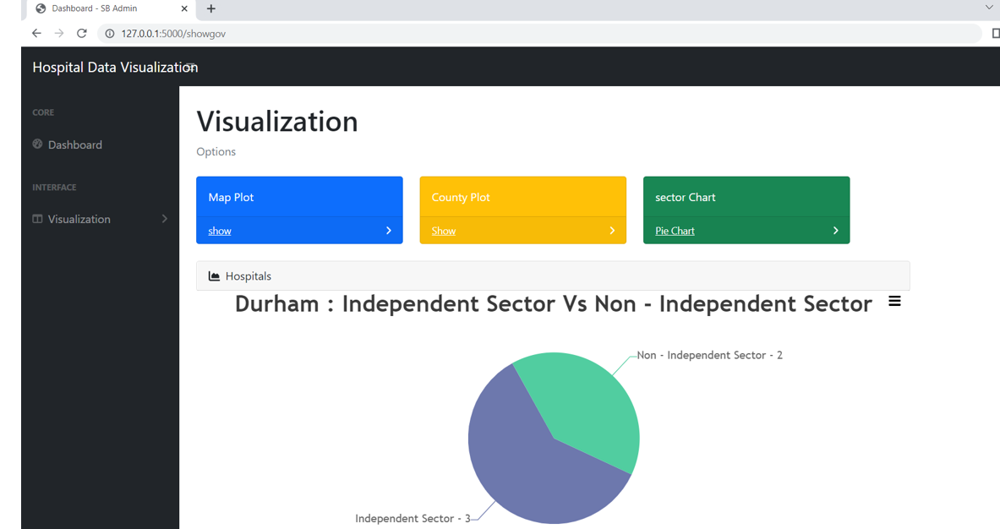 Dashboard - SB Admin
127.0.0.1:5000/showgov
Hospital Data Visualization
CORE
Dashboard
INTERFACE
Visualization
Visualization
Options
Map Plot
show
County Plot
Show
sector Chart
Pie Chart
Hospitals
Durham : Independent Sector Vs Non - Independent Sector
Non - Independent Sector - 2
Independent Sector - 3